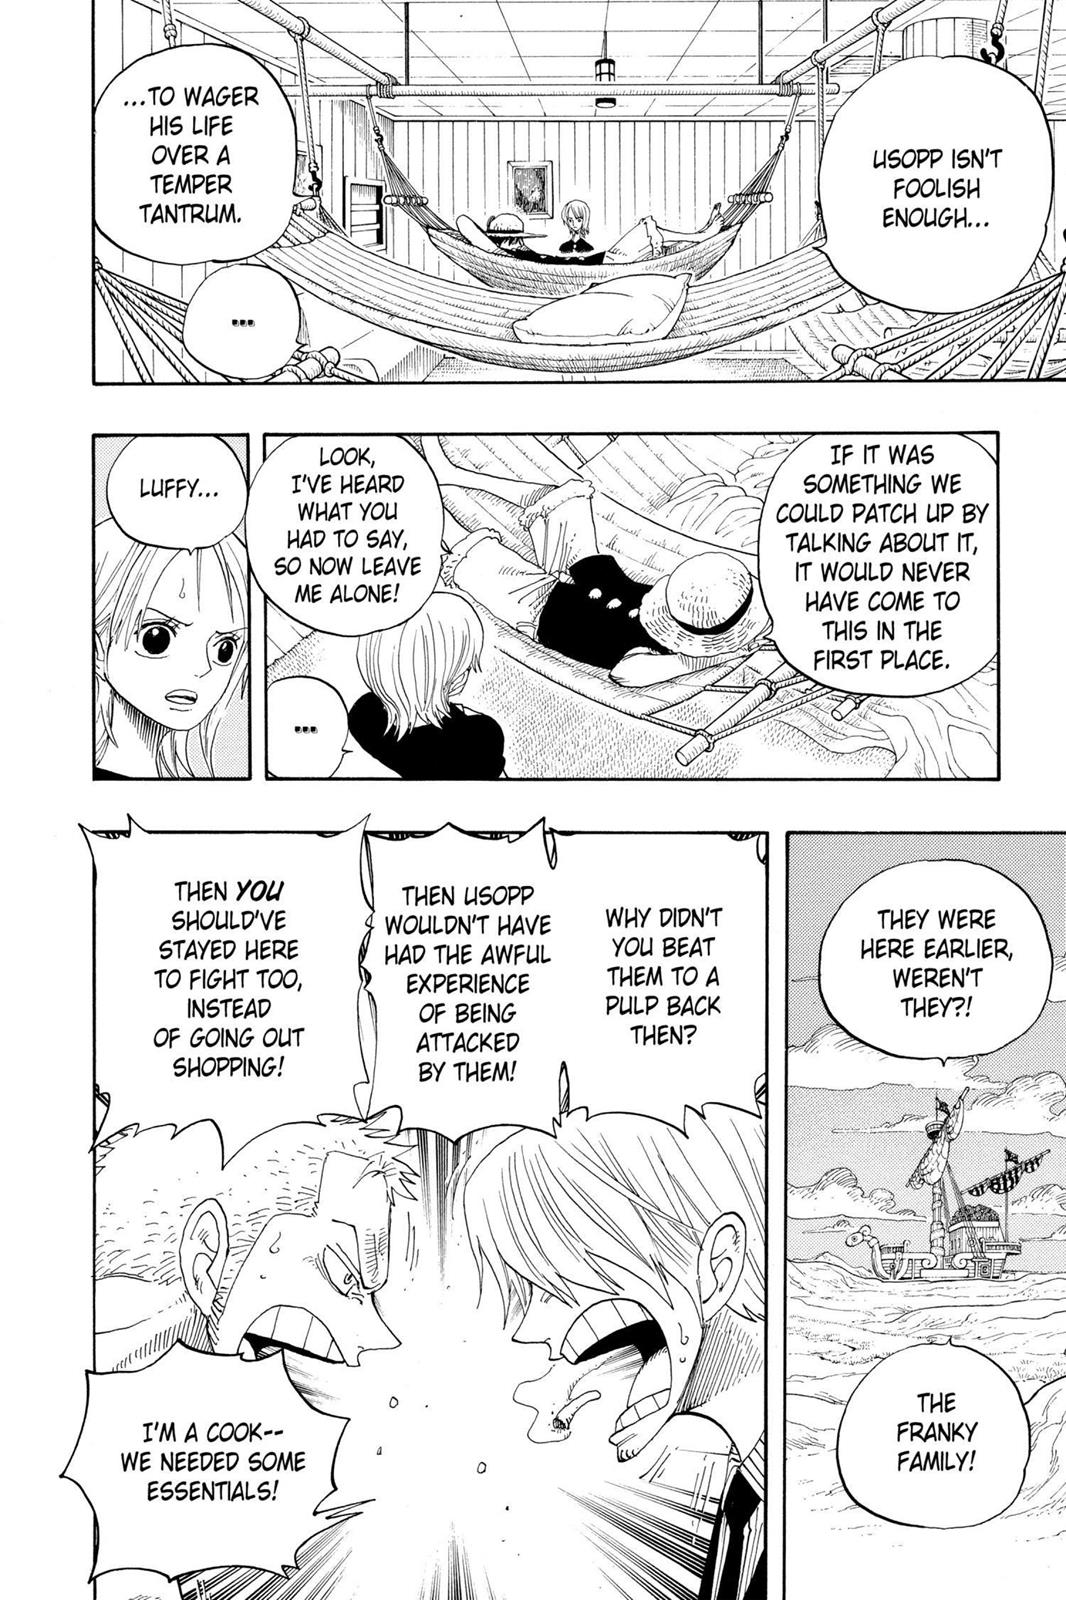 USOPP ISN'T
FOOLISH
ENOUGH...
...TO WAGER
HIS LIFE
OVER A
TEMPER
TANTRUM.
...
IF IT WAS
SOMETHING WE
COULD PATCH UP BY
TALKING ABOUT IT,
IT WOULD NEVER
HAVE COME TO
THIS IN THE
FIRST PLACE.
LOOK,
I'VE HEARD
WHAT YOU
HAD TO SAY,
SO NOW LEAVE
ME ALONE!
...
LUFFY...
THEY WERE
HERE EARLIER,
WEREN'T
THEY?!
THE
FRANKY
FAMILY!
WHY DIDN'T
YOU BEAT
THEM TO A
PULP BACK
THEN?
THEN USOPP
WOULDN'T HAVE
HAD THE AWFUL
EXPERIENCE
OF BEING
ATTACKED
BY THEM!
THEN YOU
SHOULD'VE
STAYED HERE
TO FIGHT TOO,
INSTEAD
OF GOING OUT
SHOPPING!
I'M A COOK--
WE NEEDED SOME
ESSENTIALS!